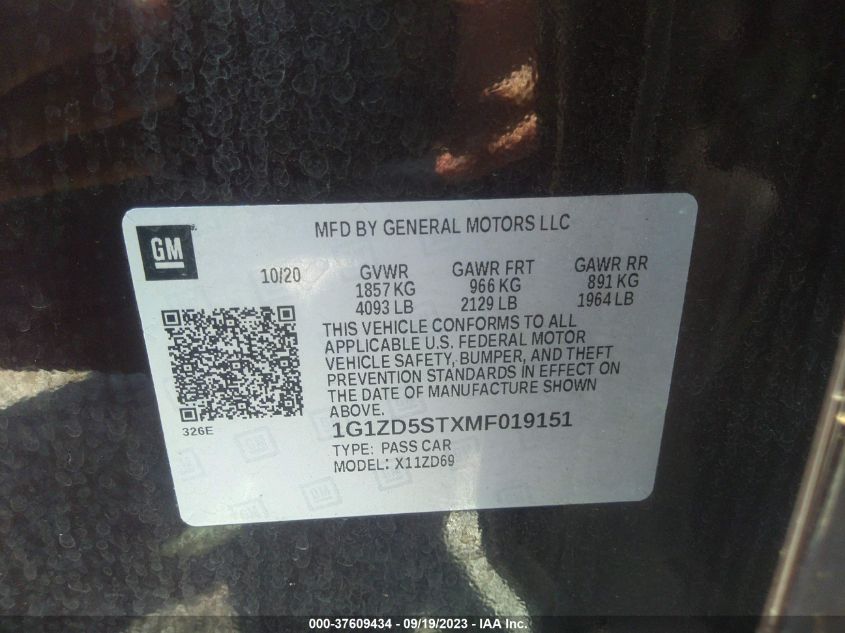 GM
MFD BY GENERAL MOTORS LLC
10/20
GVWR GAWR FRT GAWR RR
1857 KG 966 KG 891 KG
4093 LB 2129 LB 1964 LB
THIS VEHICLE CONFORMS TO ALL
APPLICABLE U.S. FEDERAL MOTOR
VEHICLE SAFETY, BUMPER, AND THEFT
PREVENTION STANDARDS IN EFFECT ON
THE DATE OF MANUFACTURE SHOWN
ABOVE.
326E
1G1ZD5STXMF019151
TYPE: PASS CAR
MODEL: X11ZD69
000-37609434 - 09/19/2023 - IAA Inc.